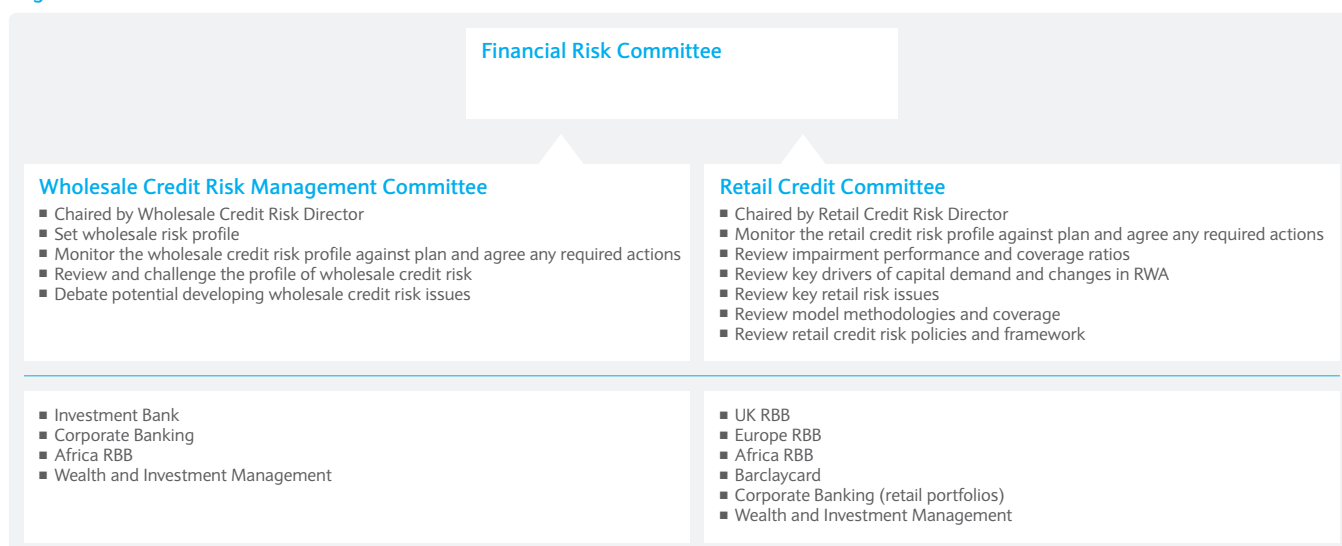 Financial Risk Committee
Wholesale Credit Risk Management Committee
■ Chaired by Wholesale Credit Risk Director
■ Set wholesale risk profile
■ Monitor the wholesale credit risk profile against plan and agree any required actions
■ Review and challenge the profile of wholesale credit risk
■ Debate potential developing wholesale credit risk issues
Retail Credit Committee
■ Chaired by Retail Credit Risk Director
■ Monitor the retail credit risk profile against plan and agree any required actions
■ Review impairment performance and coverage ratios
■ Review key drivers of capital demand and changes in RWA
■ Review key retail risk issues
■ Review model methodologies and coverage
■ Review retail credit risk policies and framework
■ Investment Bank
■ Corporate Banking
■ Africa RBB
■ Wealth and Investment Management
■ UK RBB
■ Europe RBB
■ Africa RBB
■ Barclaycard
■ Corporate Banking (retail portfolios)
■ Wealth and Investment Management